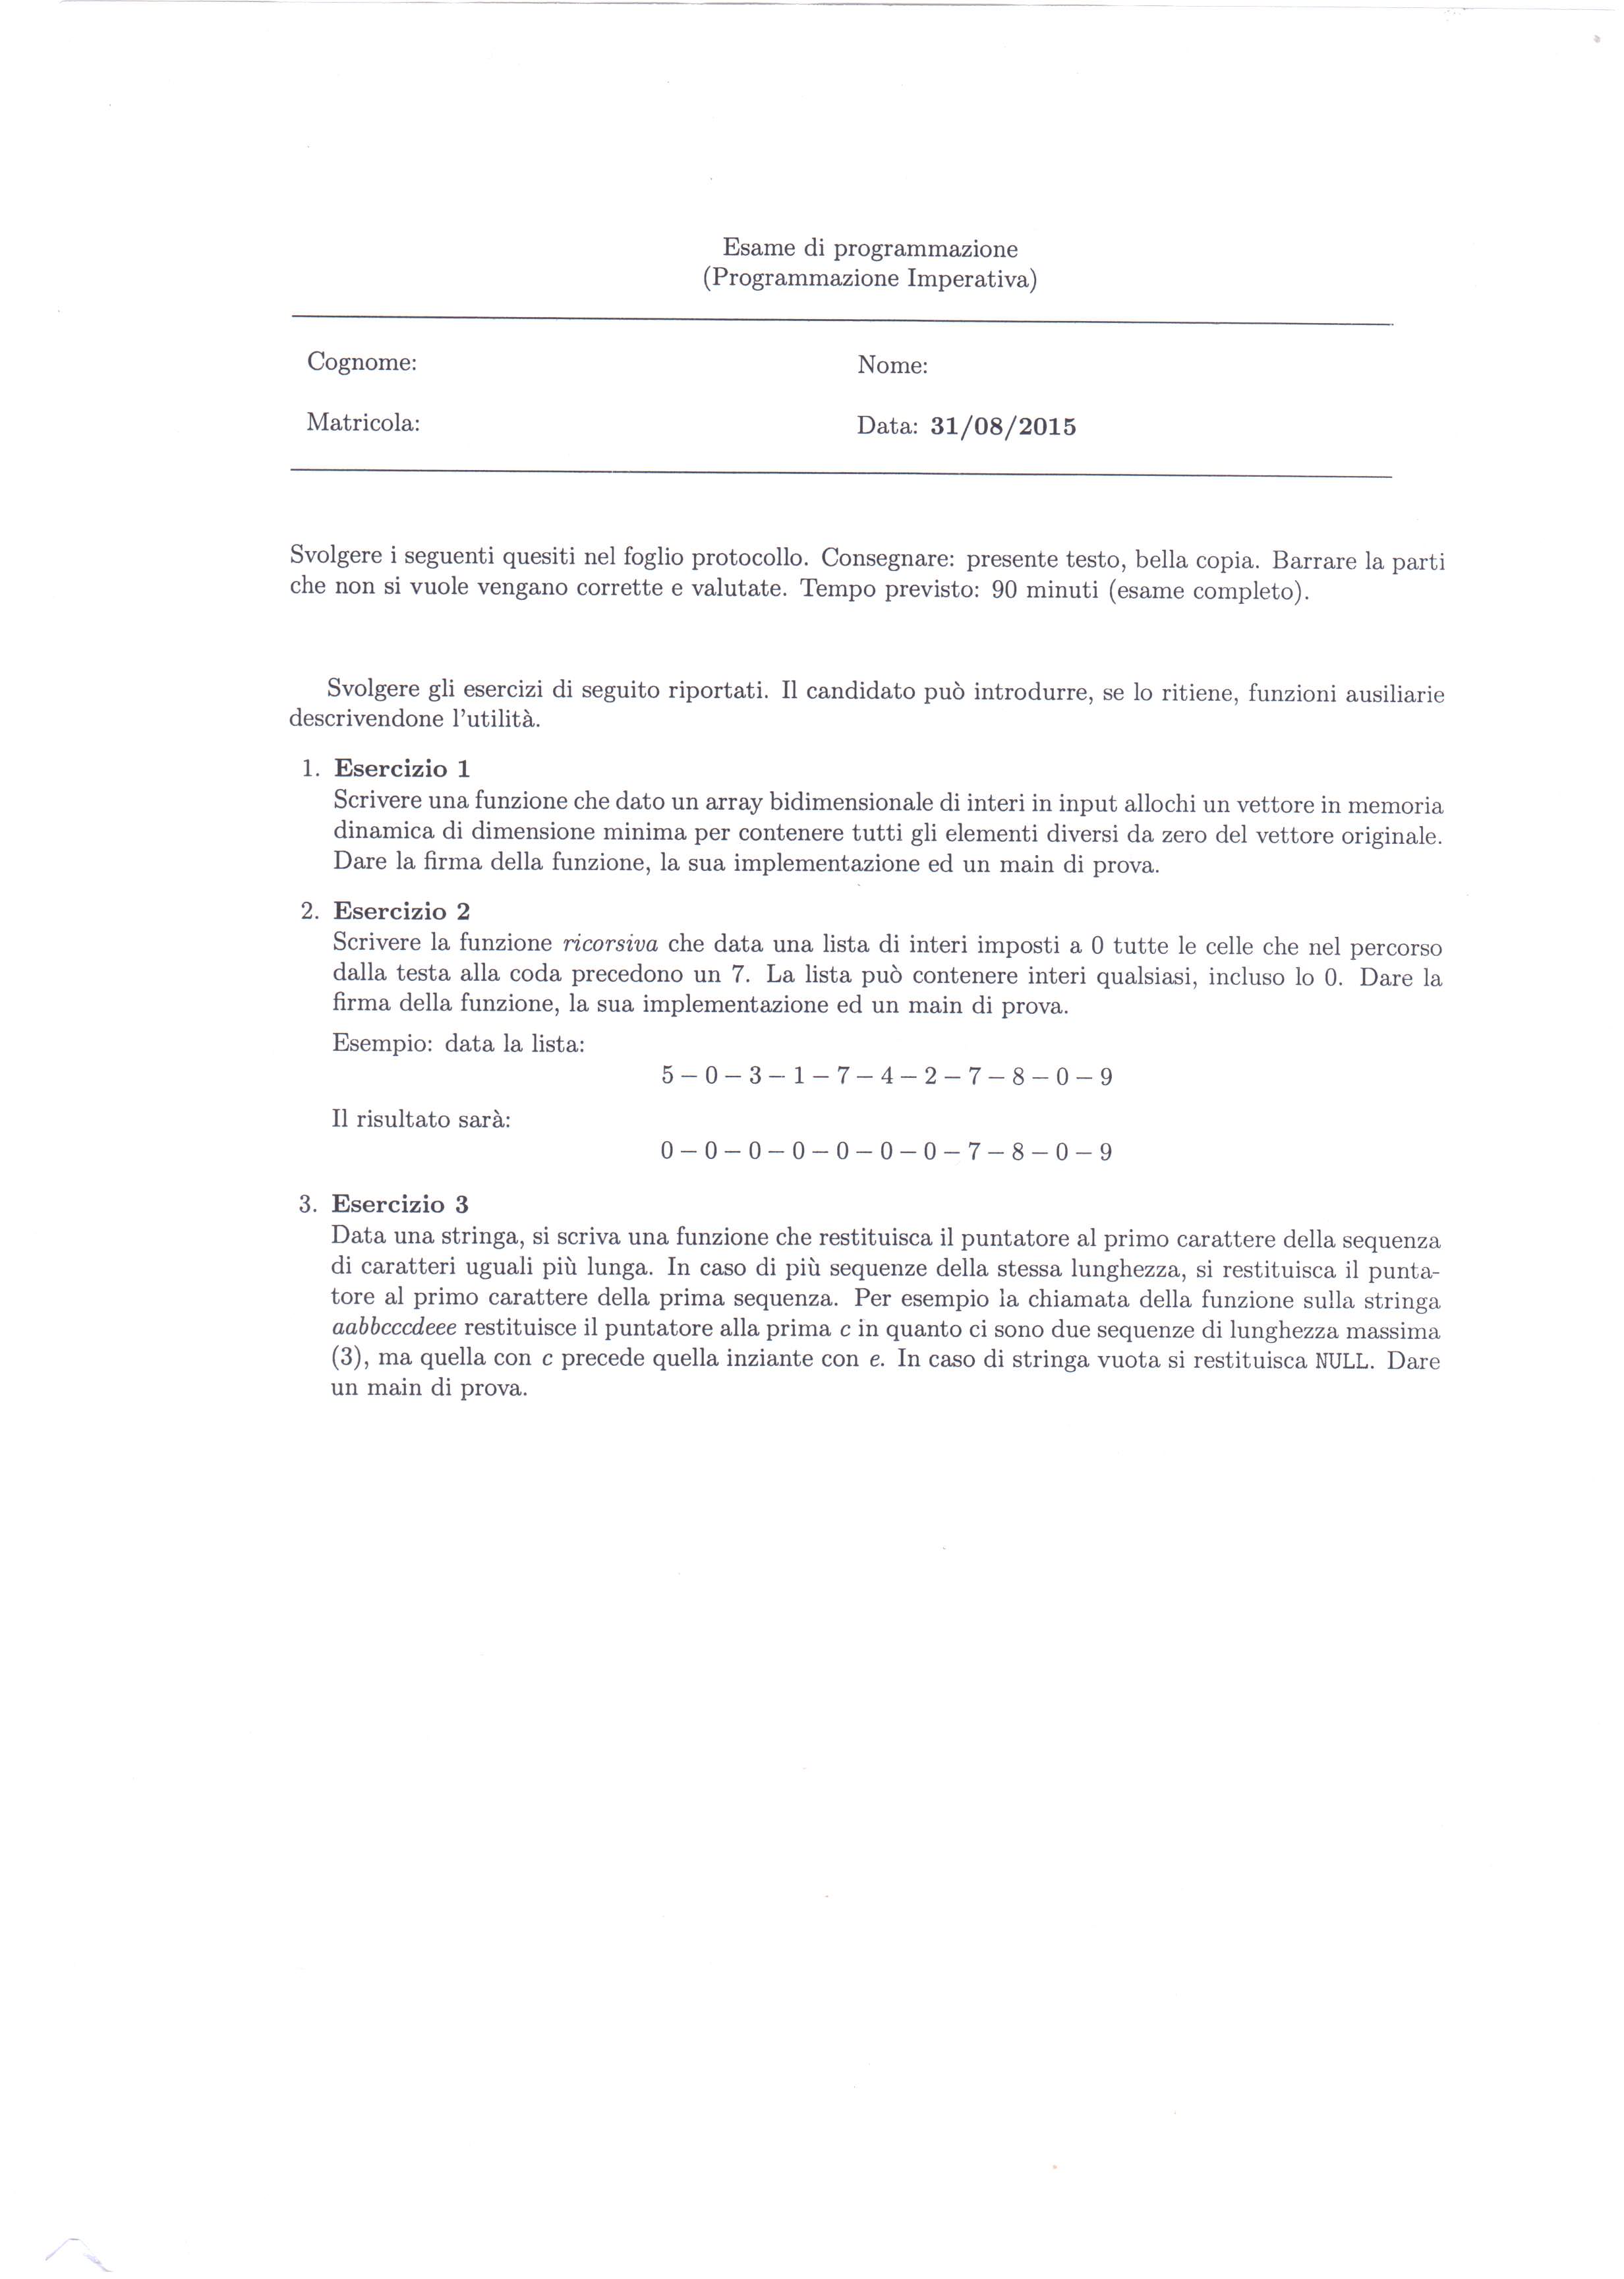 Esame di programmazione
(Programmazione Imperativa)
Cognome:
Nome:
Matricola:
Data: 31/08/2015
Svolgere i seguenti quesiti nel foglio protocollo. Consegnare: presente testo, bella copia. Barrare la parti
che non si vuole vengano corrette e valutate. Tempo previsto: 90 minuti (esame completo).
Svolgere gli esercizi di seguito riportati. Il candidato può introdurre, se lo ritiene, funzioni ausiliarie
descrivendone l'utilità.
1. Esercizio 1
Scrivere una funzione che dato un array bidimensionale di interi in input allochi un vettore in memoria
dinamica di dimensione minima per contenere tutti gli elementi diversi da zero del vettore originale.
Dare la firma della funzione, la sua implementazione ed un main di prova.
2. Esercizio 2
Scrivere la funzione ricorsiva che data una lista di interi imposti a 0 tutte le celle che nel percorso
dalla testa alla coda precedono un 7. La lista può contenere interi qualsiasi, incluso lo 0. Dare la
firma della funzione, la sua implementazione ed un main di prova.
Esempio: data la lista:
5 – 0 – 3 – 1 – 7 – 4 – 2 – 7 – 8 – 0 – 9
Il risultato sarà:
0 – 0 – 0 – 0 – 0 – 0 – 0 – 7 – 8 – 0 – 9
3. Esercizio 3
Data una stringa, si scriva una funzione che restituisca il puntatore al primo carattere della sequenza
di caratteri uguali più lunga. In caso di più sequenze della stessa lunghezza, si restituisca il punta-
tore al primo carattere della prima sequenza. Per esempio la chiamata della funzione sulla stringa
aabbcccdeee restituisce il puntatore alla prima c in quanto ci sono due sequenze di lunghezza massima
(3), ma quella con c precede quella inziante con e. In caso di stringa vuota si restituisca NULL. Dare
un main di prova.